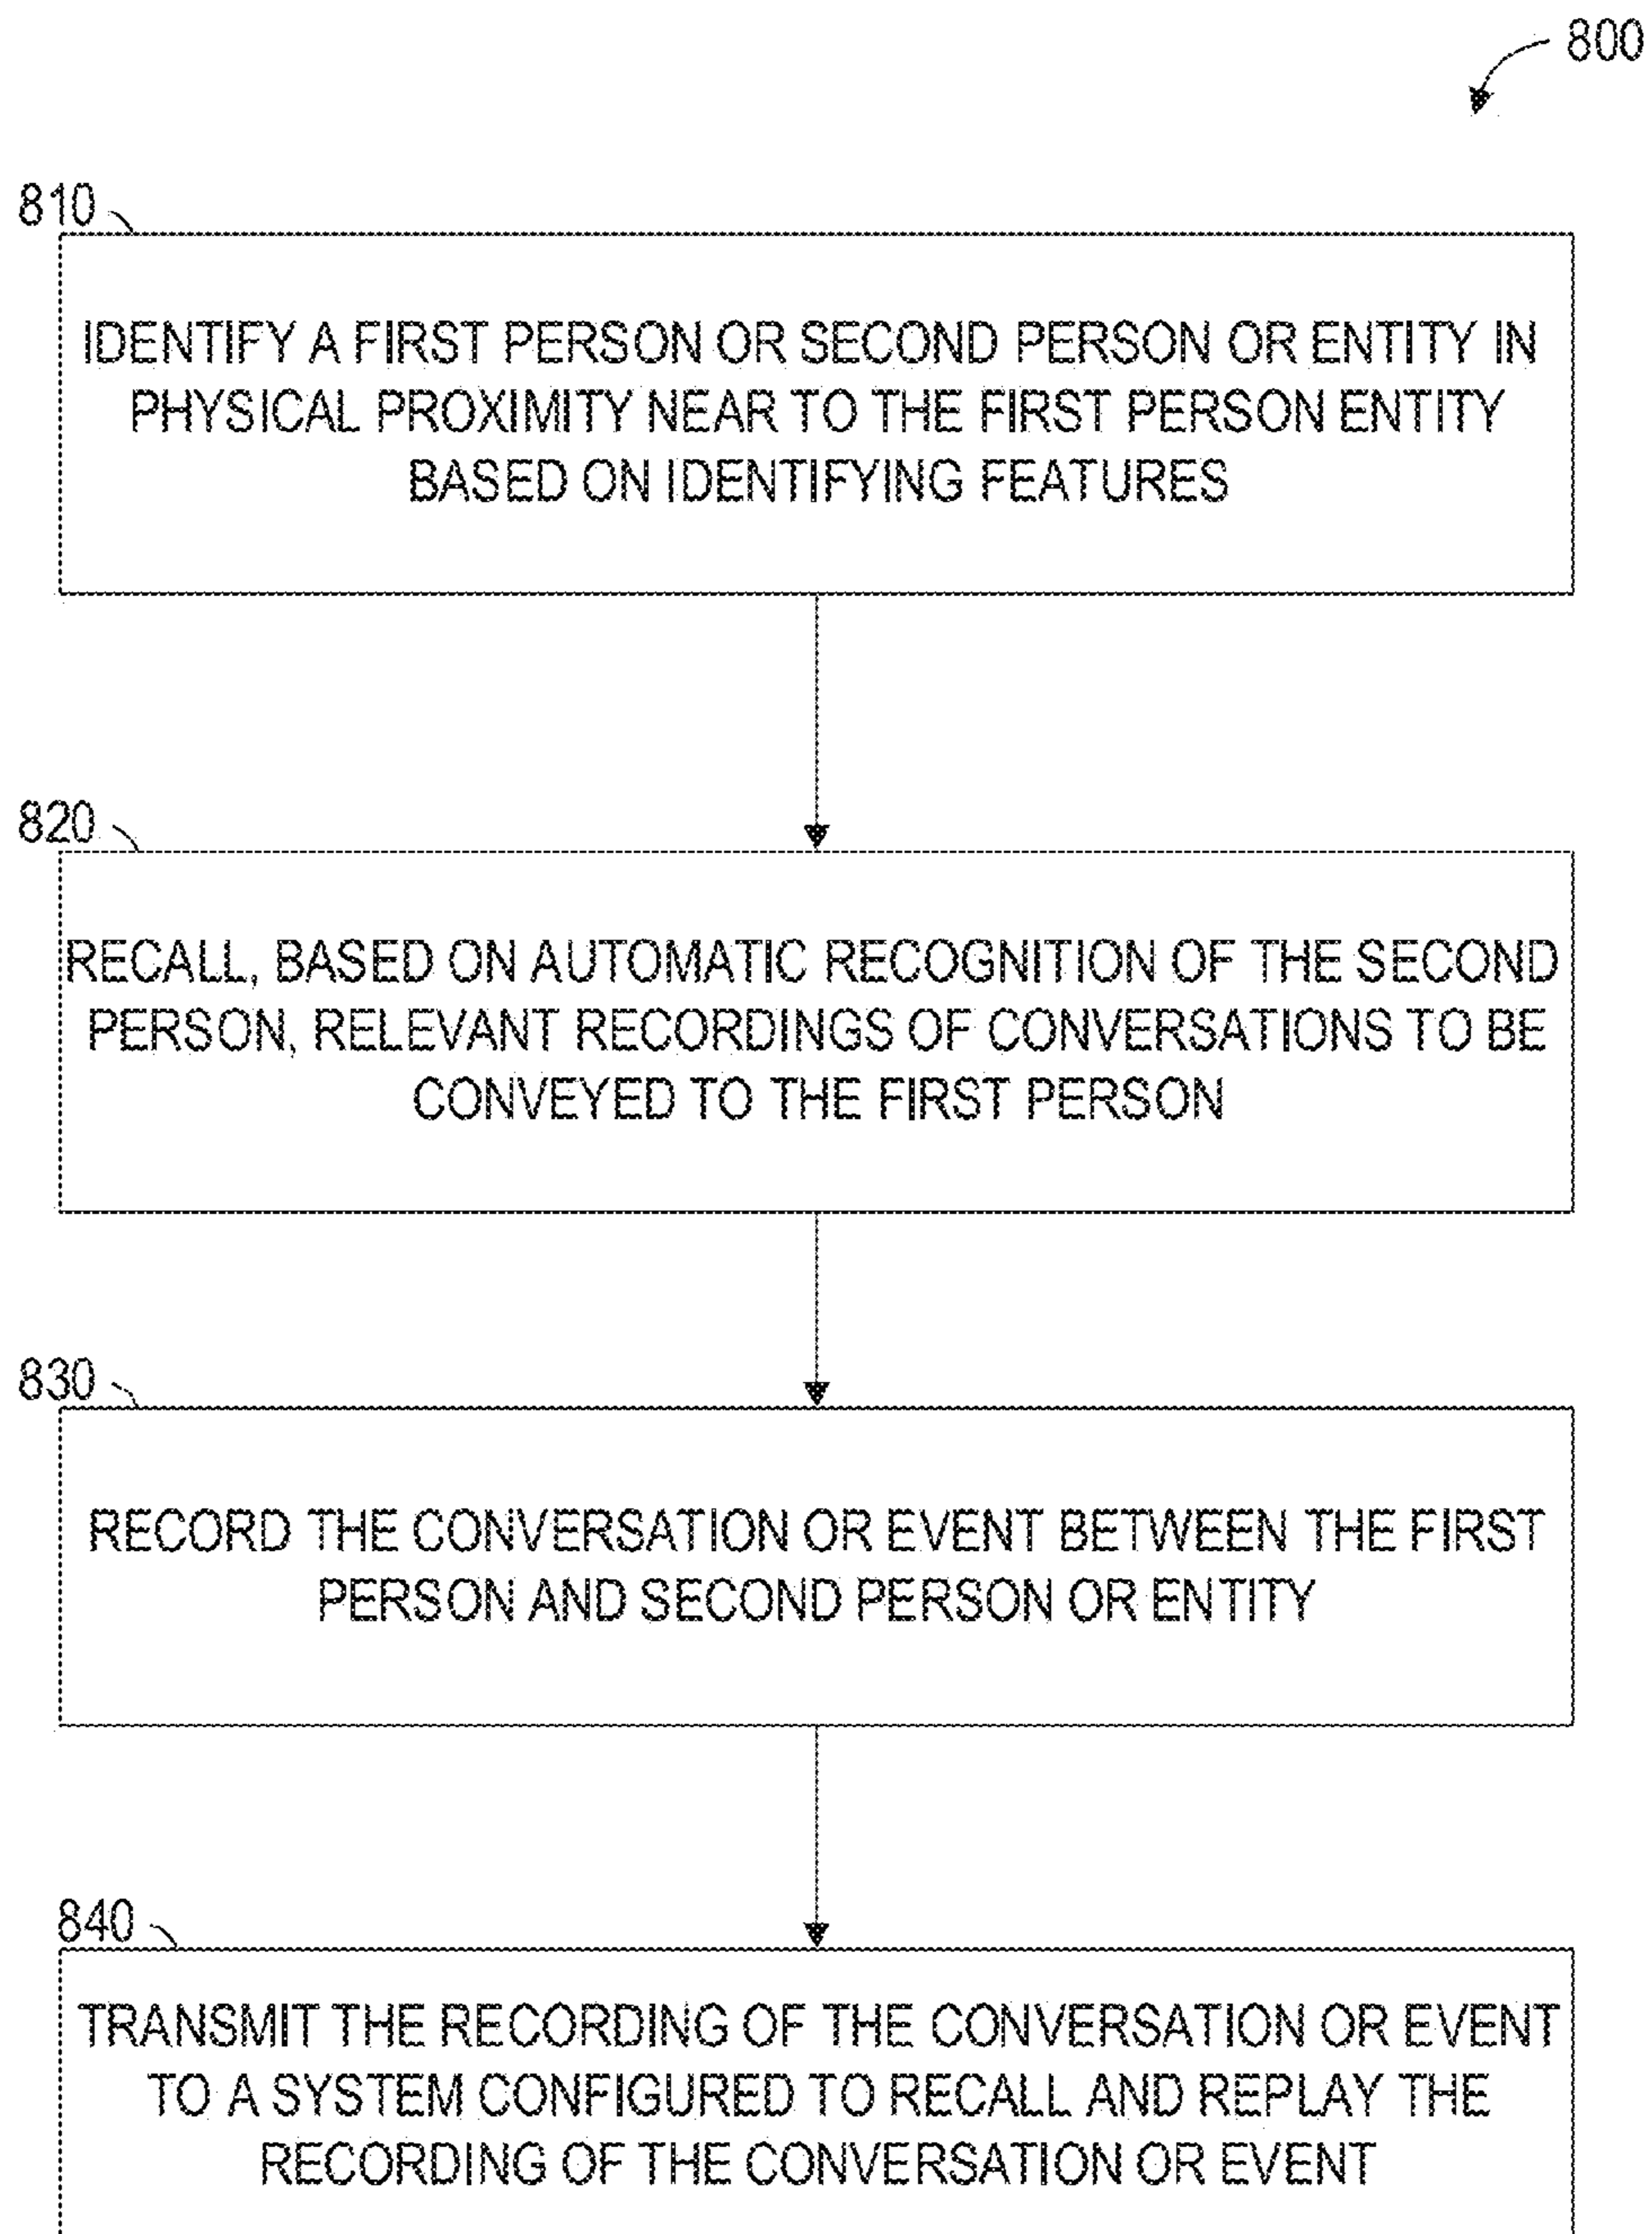 800
810
IDENTIFY A FIRST PERSON OR SECOND PERSON OR ENTITY IN
PHYSICAL PROXIMITY NEAR TO THE FIRST PERSON ENTITY
BASED ON IDENTIFYING FEATURES
820
RECALL, BASED ON AUTOMATIC RECOGNITION OF THE SECOND
PERSON, RELEVANT RECORDINGS OF CONVERSATIONS TO BE
CONVEYED TO THE FIRST PERSON
830
RECORD THE CONVERSATION OR EVENT BETWEEN THE FIRST
PERSON AND SECOND PERSON OR ENTITY
840
TRANSMIT THE RECORDING OF THE CONVERSATION OR EVENT
TO A SYSTEM CONFIGURED TO RECALL AND REPLAY THE
RECORDING OF THE CONVERSATION OR EVENT